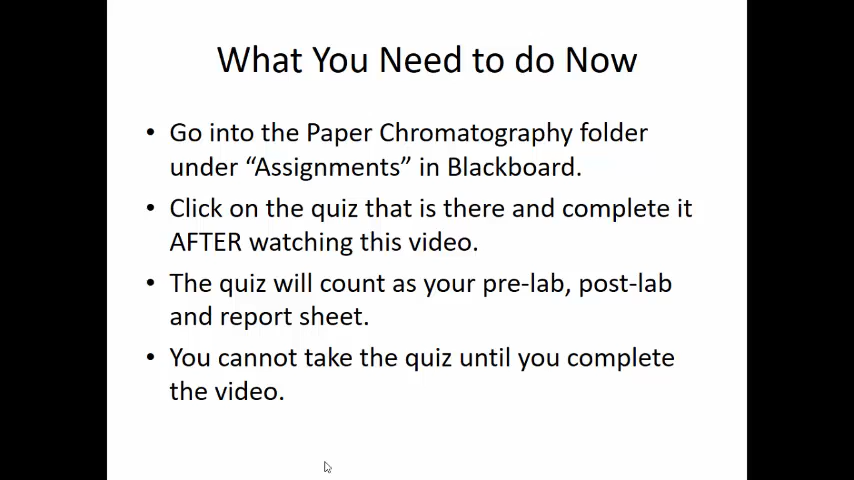 What You Need to do Now
• Go into the Paper Chromatography folder
under “Assignments” in Blackboard.
• Click on the quiz that is there and complete it
AFTER watching this video.
• The quiz will count as your pre-lab, post-lab
and report sheet.
• You cannot take the quiz until you complete
the video.